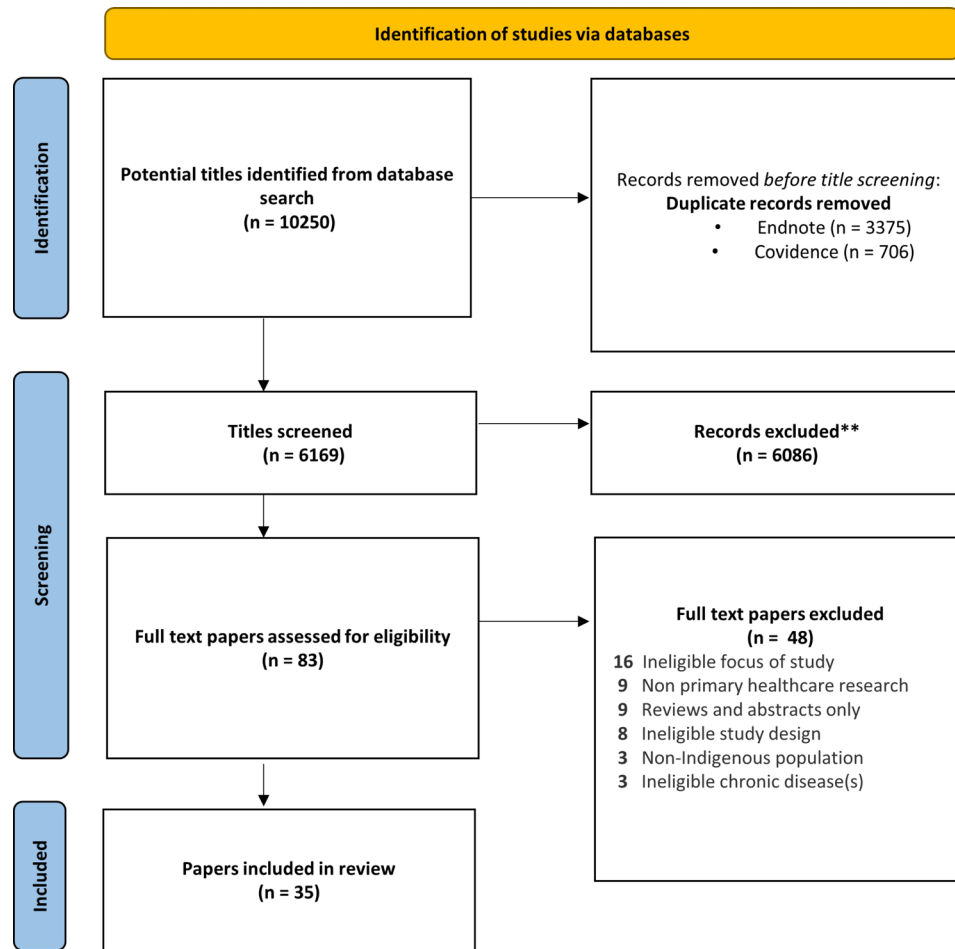 Identification of studies via databases
Identification
Potential titles identified from database
search
(n = 10250)
Records removed before title screening:
Duplicate records removed
• Endnote (n = 3375)
• Covidence (n = 706)
Screening
Titles screened
(n = 6169)
Records excluded**
(n = 6086)
Full text papers assessed for eligibility
(n = 83)
Full text papers excluded
(n = 48)
16 Ineligible focus of study
9 Non primary healthcare research
9 Reviews and abstracts only
8 Ineligible study design
3 Non-Indigenous population
3 Ineligible chronic disease(s)
Included
Papers included in review
(n = 35)